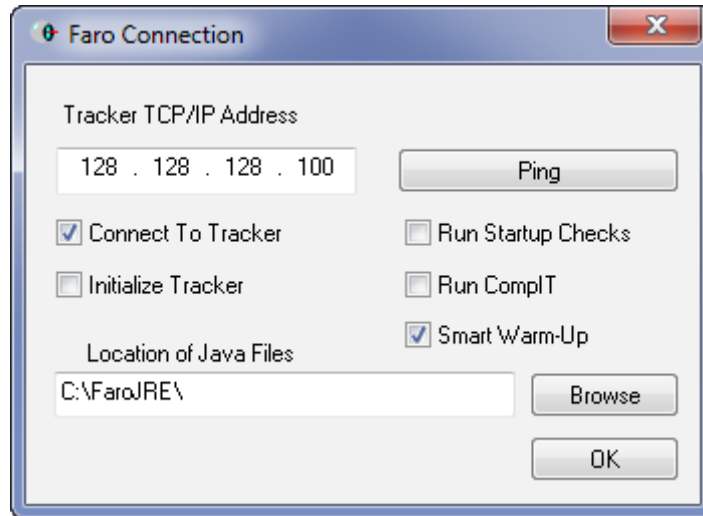 Faro Connection
Tracker TCP/IP Address
128 . 128 . 128 . 100
Ping
Connect To Tracker
Run Startup Checks
Initialize Tracker
Run CompIT
Smart Warm-Up
Location of Java Files
C:\FaroJRE\
Browse
OK